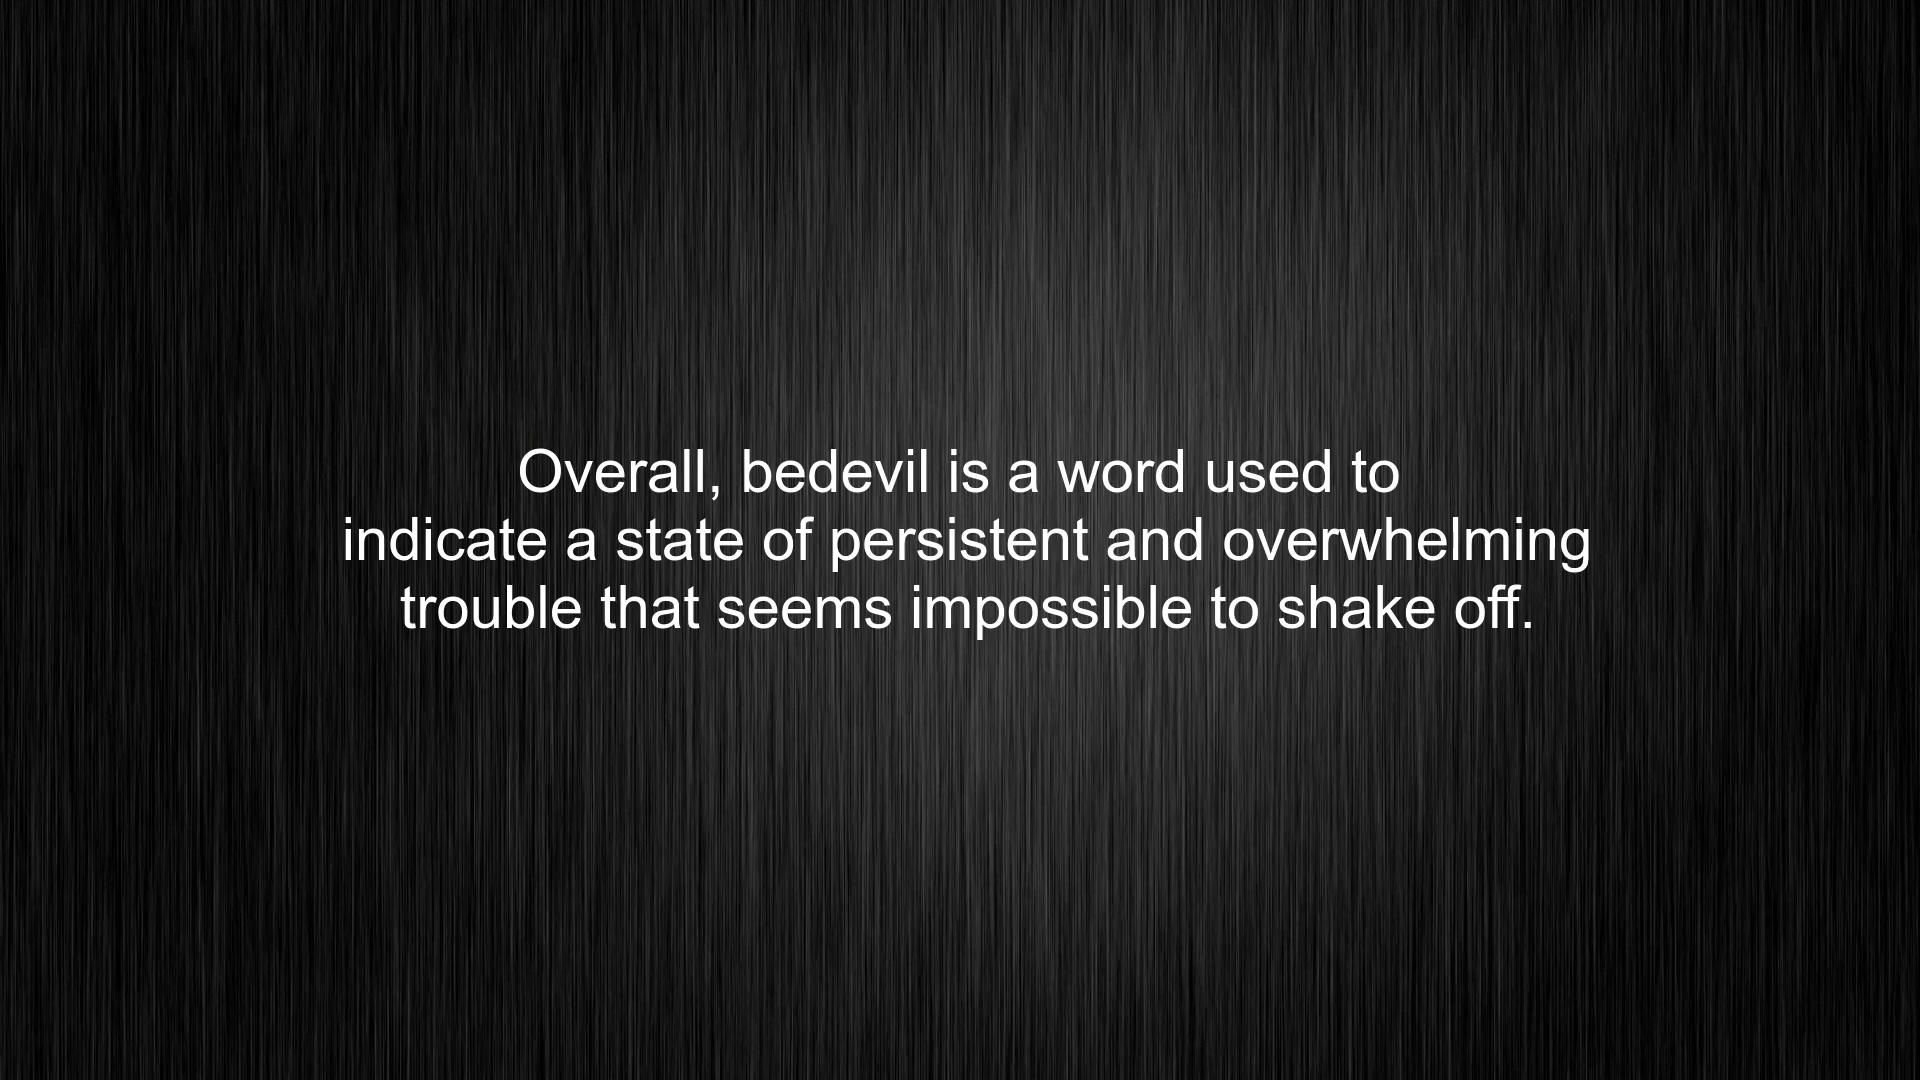 Overall, bedevil is a word used to
indicate a state of persistent and overwhelming
trouble that seems impossible to shake off.